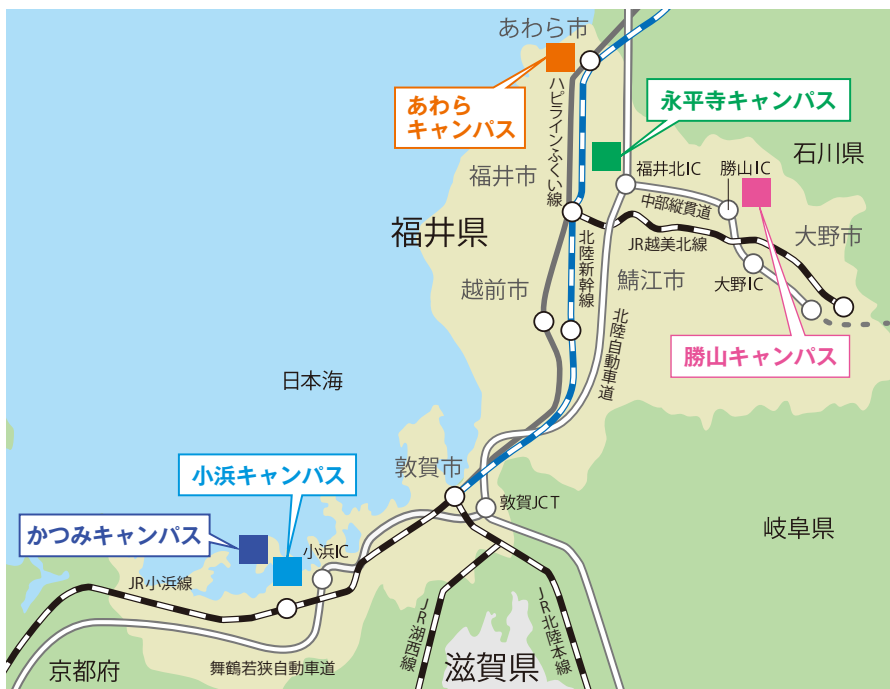 あわら市
あわら
キャンパス
ハピラインふくい線
永平寺キャンパス
石川県
福井市
福井北IC
勝山IC
中部縦貫道
福井県
北陸新幹線
JR越美北線
大野市
越前市
鯖江市
大野IC
北陸自動車道
勝山キャンパス
日本海
敦賀市
小浜キャンパス
敦賀JCT
かつみキャンパス
小浜IC
岐阜県
JR小浜線
JR湖西線
JR北陸本線
京都府
舞鶴若狭自動車道
滋賀県